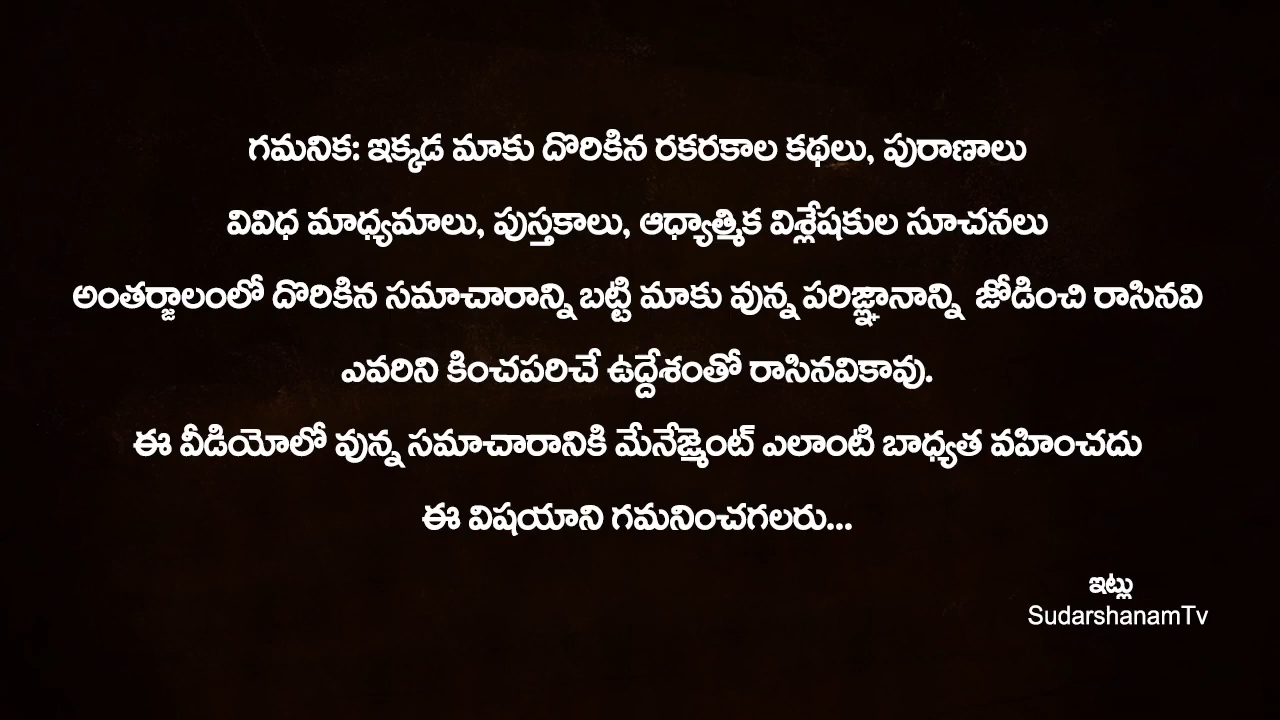 గమనిక: ఇక్కడ మాకు దొరికిన రకరకాల కథలు, పురాణాలు
వివిధ మాధ్యమాలు, పుస్తకాలు, ఆధ్యాత్మిక విశ్లేషకుల సూచనలు
అంతర్జాలంలో దొరికిన సమాచారాన్ని బట్టి మాకు వున్న పరిజ్ఞానాన్ని జోడించి రాసినవి
ఎవరిని కించపరిచే ఉద్దేశంతో రాసినవికావు.
ఈ వీడియోలో వున్న సమాచారానికి మేనేజ్మెంట్ ఎలాంటి బాధ్యత వహించదు
ఈ విషయాని గమనించగలరు...
ఇట్లు
SudarshanamTv